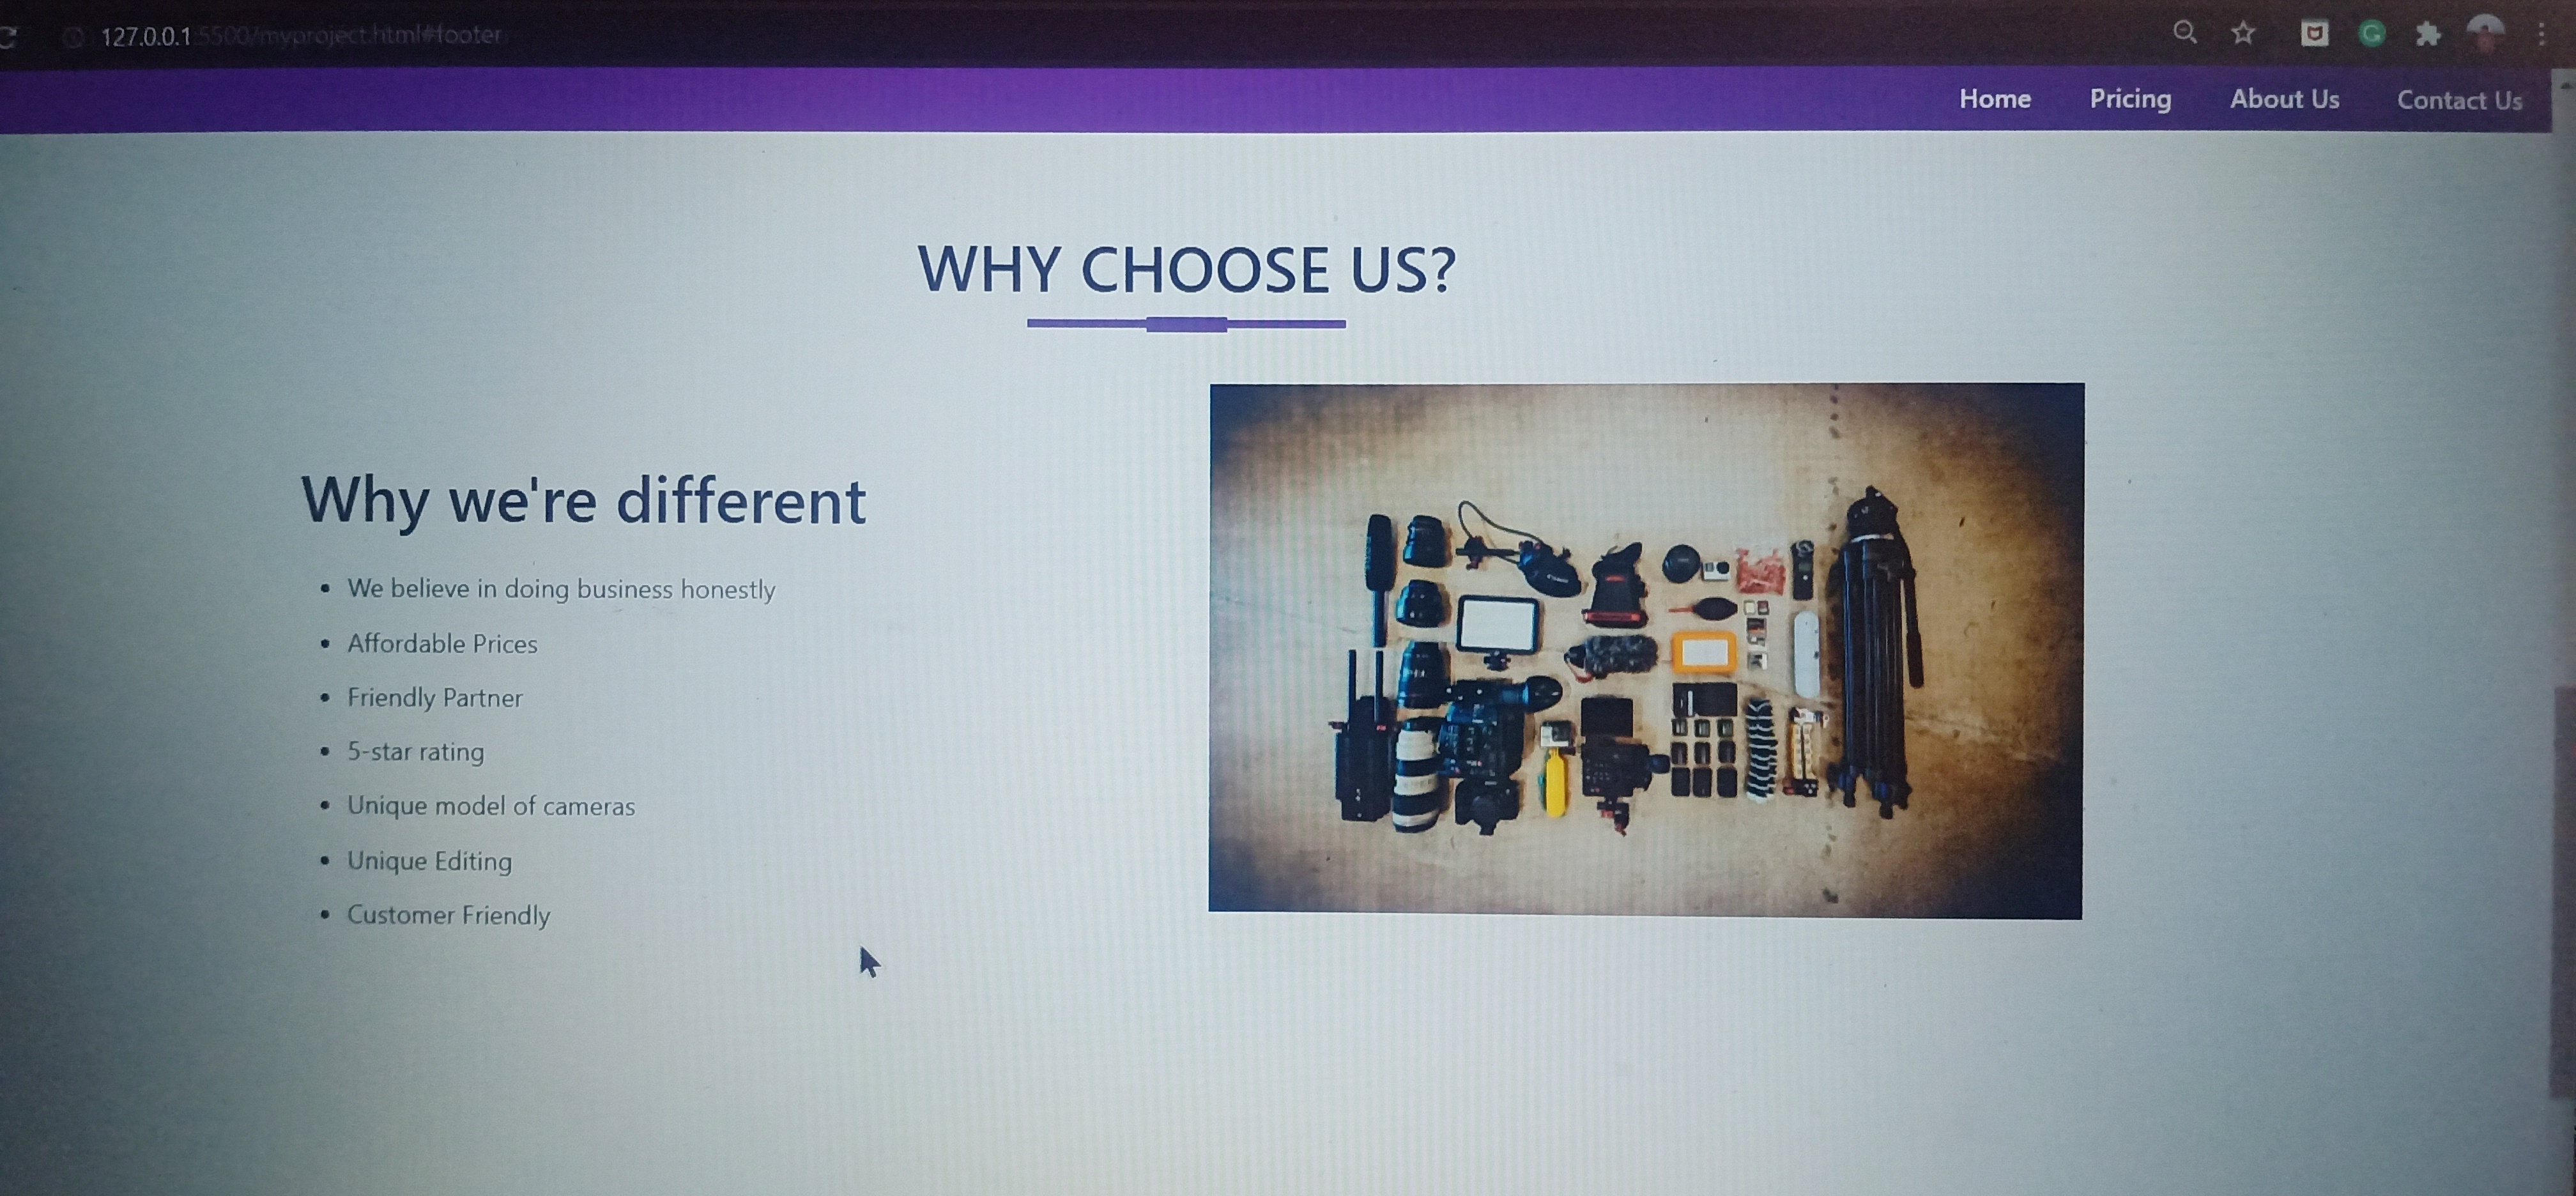 127.0.0.1:5500/myproject.html#footer
Home Pricing About Us Contact Us
WHY CHOOSE US?
Why we're different
• We believe in doing business honestly
• Affordable Prices
• Friendly Partner
• 5-star rating
• Unique model of cameras
• Unique Editing
• Customer Friendly